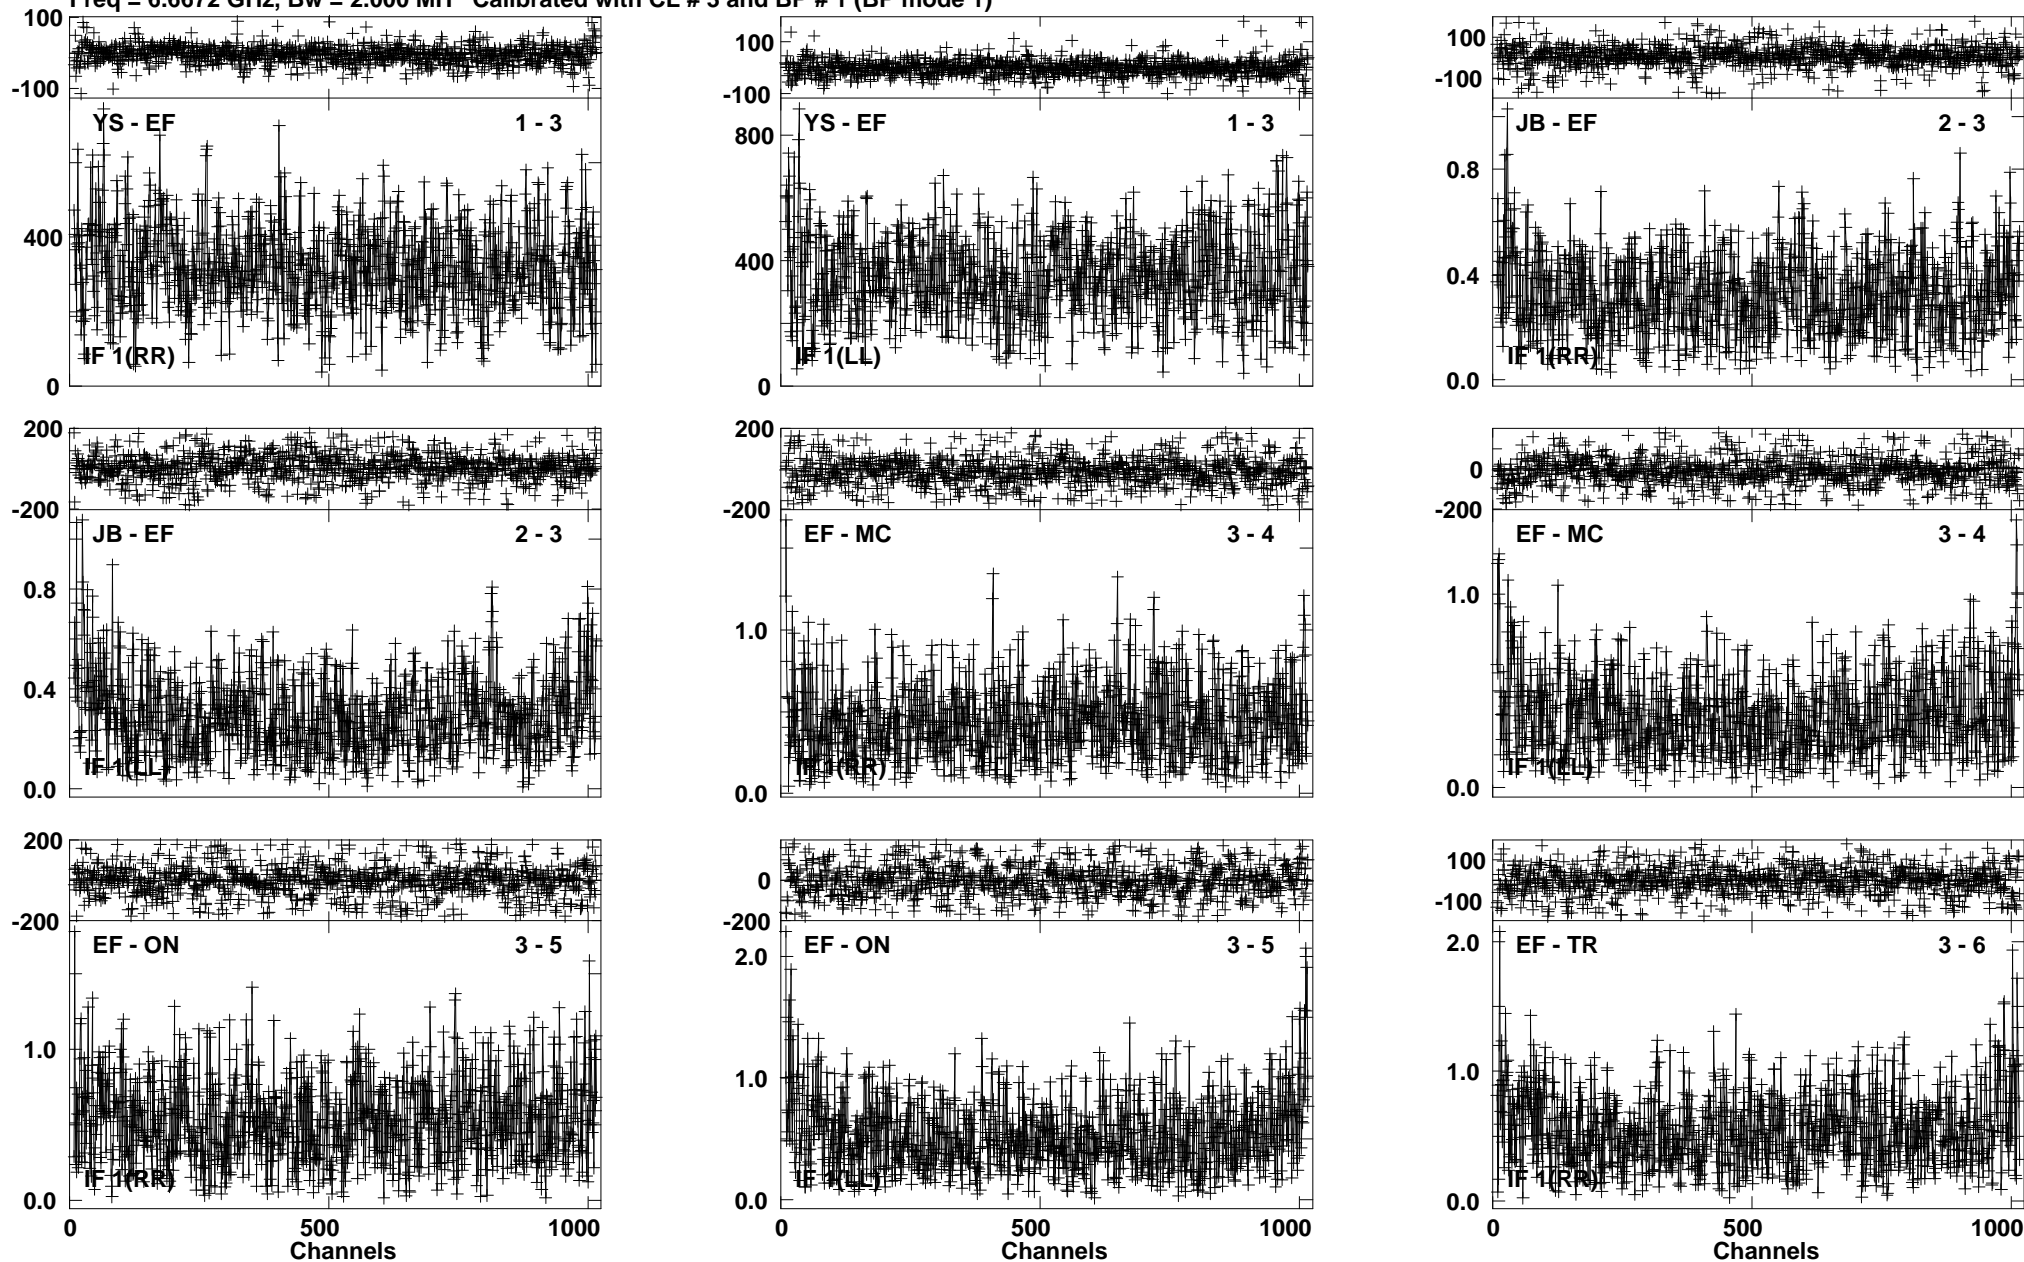 Freq = 6.6672 GHz, Bw = 2.000 MH Calibrated with CL # 3 and BP # 1 (BP mode 1)
100
-100
YS - EF 1 - 3
400
IF 1(RR)
0
100
-100
YS - EF 1 - 3
800
400
IF 1(LL)
0
100
-100
JB - EF 2 - 3
0.8
0.4
IF 1(RR)
0.0
200
-200
JB - EF 2 - 3
0.8
0.4
IF 1(LL)
0.0
200
-200
EF - MC 3 - 4
1.0
IF 1(RR)
0.0
0
-200
EF - MC 3 - 4
1.0
IF 1(LL)
0.0
200
-200
EF - ON 3 - 5
1.0
IF 1(RR)
0.0
0 500 1000
Channels
0
-200
EF - ON 3 - 5
2.0
1.0
IF 1(LL)
0.0
0 500 1000
100
-100
EF - TR 3 - 6
2.0
1.0
IF 1(RR)
0.0
0 500 1000
Channels